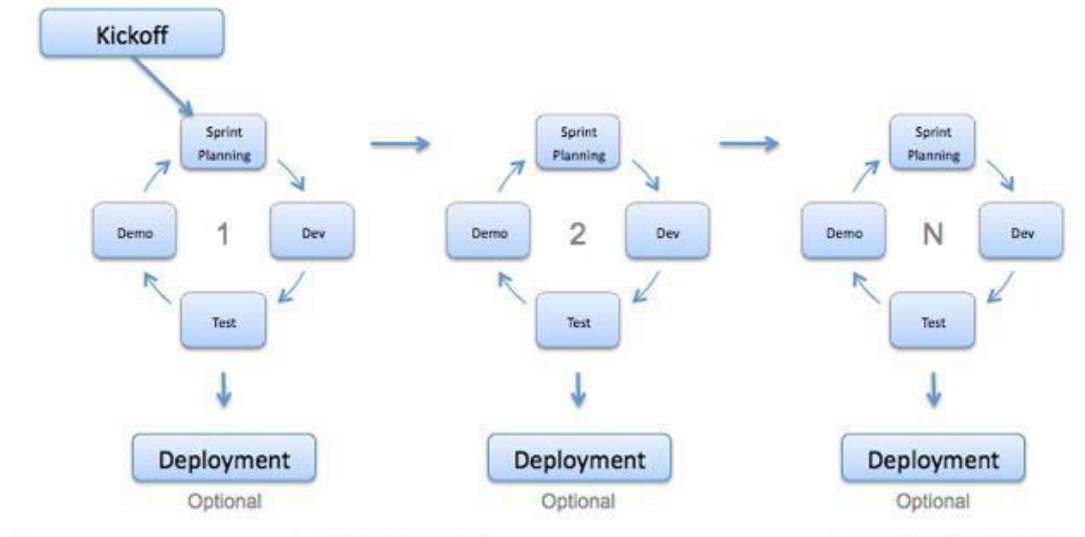 Kickoff
Sprint
Planning
Demo
1
Dev
Test
Deployment
Optional
Sprint
Planning
Demo
2
Dev
Test
Deployment
Optional
Sprint
Planning
Demo
N
Dev
Test
Deployment
Optional